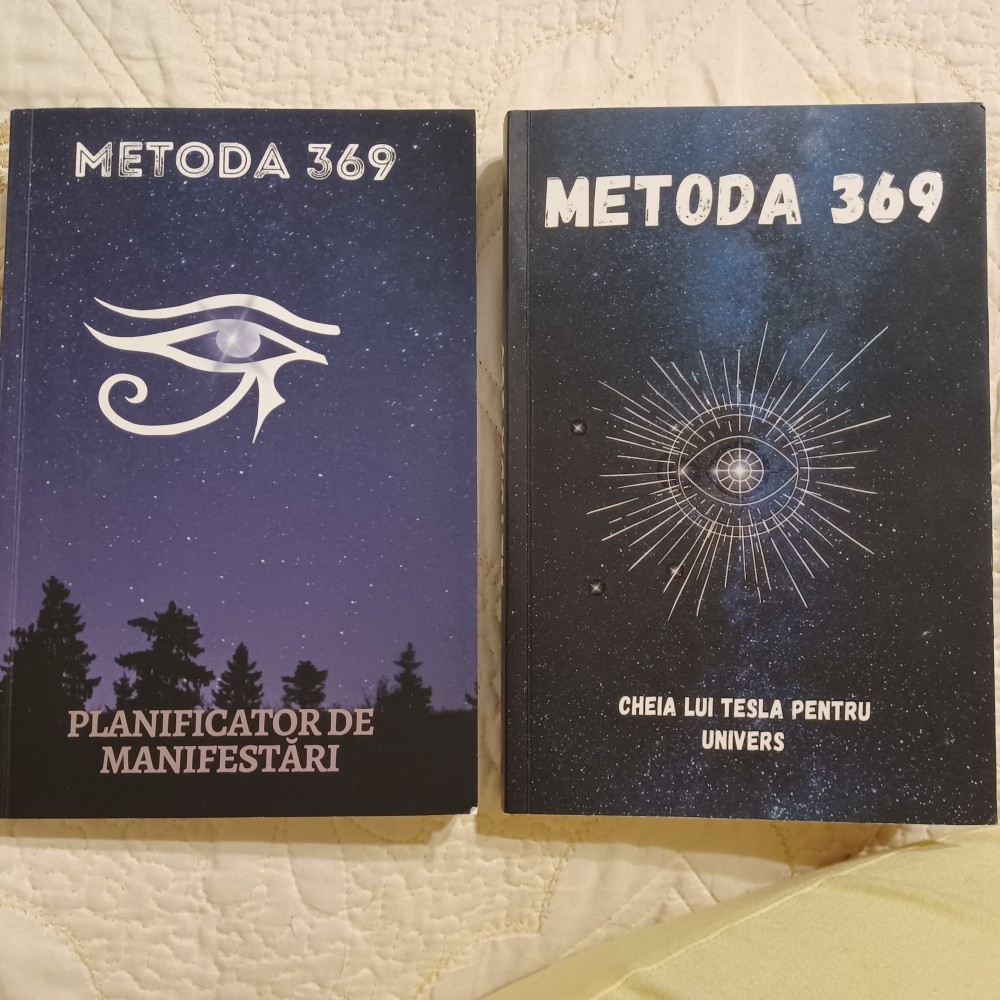 METODA 369
PLANIFICATOR DE
MANIFESTĂRI
METODA 369
CHEIA LUI TESLA PENTRU
UNIVERS